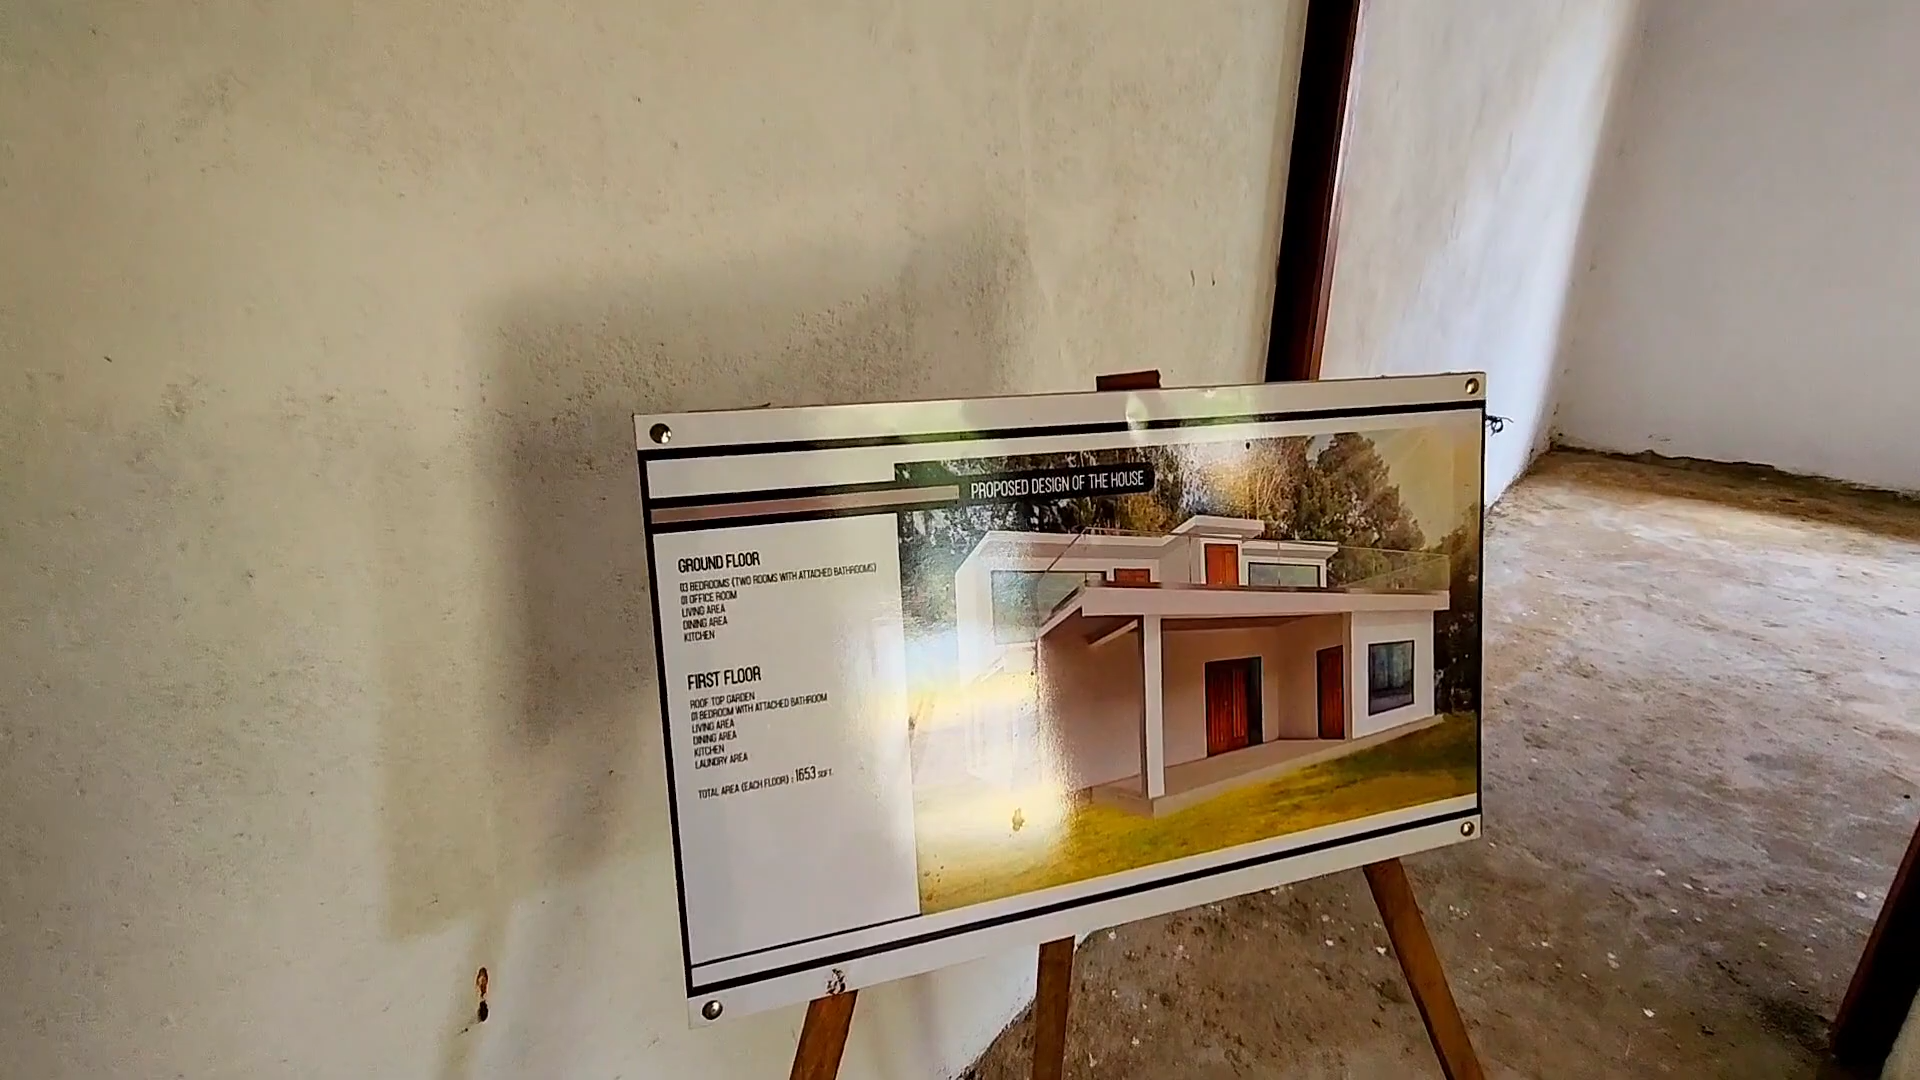 PROPOSED DESIGN OF THE HOUSE
GROUND FLOOR
03 BEDROOMS (TWO ROOMS WITH ATTACHED BATHROOMS)
01 OFFICE ROOM
LIVING AREA
DINING AREA
KITCHEN
FIRST FLOOR
ROOF TOP GARDEN
01 BEDROOM WITH ATTACHED BATHROOM
LIVING AREA
DINING AREA
KITCHEN
LAUNDRY AREA
TOTAL AREA (EACH FLOOR) : 1653 SQFT.